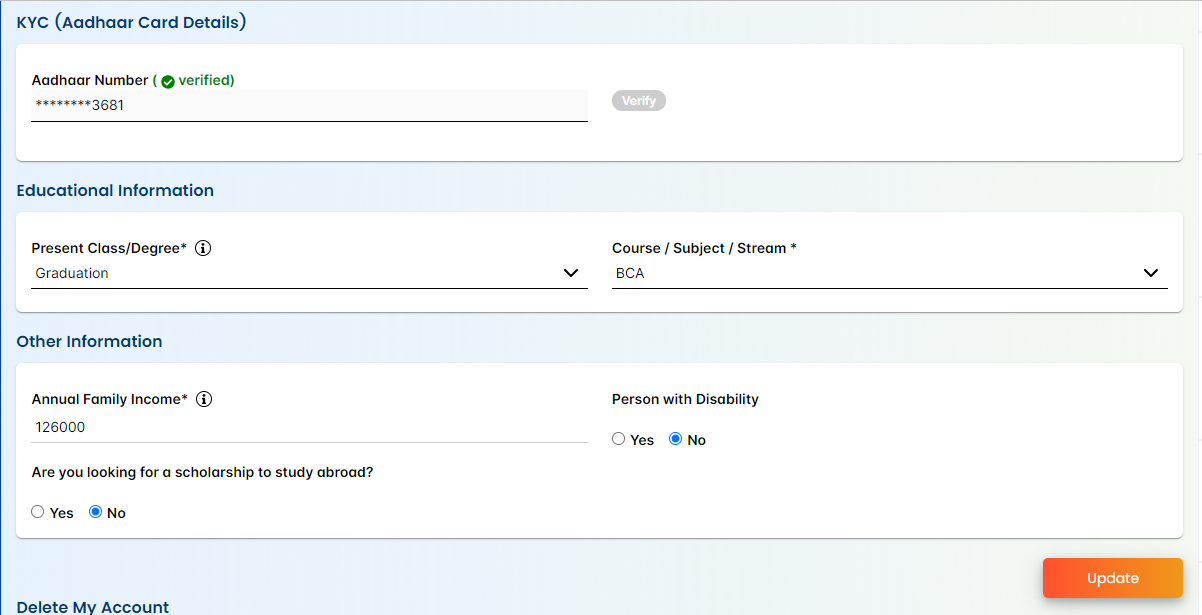 KYC (Aadhaar Card Details)
Aadhaar Number ( verified)
********3681
Verify
Educational Information
Present Class/Degree*
Course / Subject / Stream *
Graduation
BCA
Other Information
Annual Family Income*
Person with Disability
126000
Yes No
Are you looking for a scholarship to study abroad?
Yes No
Update
Delete My Account